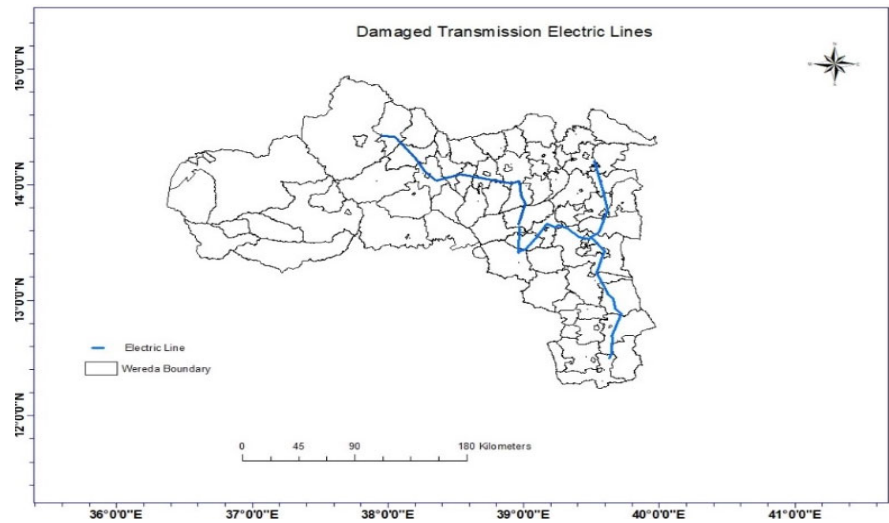 Damaged Transmission Electric Lines
15°0'0"N
14°0'0"N
13°0'0"N
12°0'0"N
Electric Line
Wereda Boundary
0 45 90 180 Kilometers
36°0'0"E 37°0'0"E 38°0'0"E 39°0'0"E 40°0'0"E 41°0'0"E